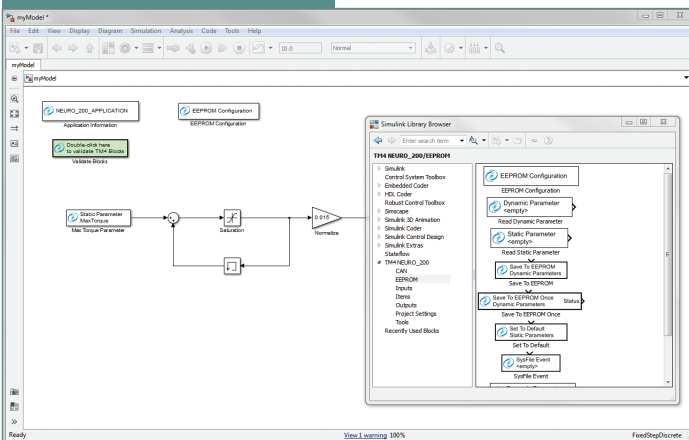 myModel *
File Edit View Display Diagram Simulation Analysis Code Tools Help
10.0
Normal
myModel
myModel
NEURO_200_APPLICATION
Application Information
EEPROM Configuration
EEPROM Configuration
Double-click here
to validate TM4 Blocks
Validate Blocks
Static Parameter
MaxTorque
Max Torque Parameter
Saturation
0.015
Normalize
Simulink Library Browser
Enter search term
TM4 NEURO_200/EEPROM
Simulink
Control System Toolbox
Embedded Coder
HDL Coder
Robust Control Toolbox
Simscape
Simulink 3D Animation
Simulink Coder
Simulink Control Design
Simulink Extras
Stateflow
TM4 NEURO_200
CAN
EEPROM
Inputs
Items
Outputs
Project Settings
Tools
Recently Used Blocks
EEPROM Configuration
EEPROM Configuration
Dynamic Parameter
<empty>
Read Dynamic Parameter
Static Parameter
<empty>
Read Static Parameter
Save To EEPROM
Dynamic Parameters
Save To EEPROM
Save To EEPROM Once
Dynamic Parameters
Status
Save To EEPROM Once
Set To Default
Static Parameters
Set To Default
SysFile Event
<empty>
SysFile Event
Ready
View 1 warning 100%
FixedStepDiscrete